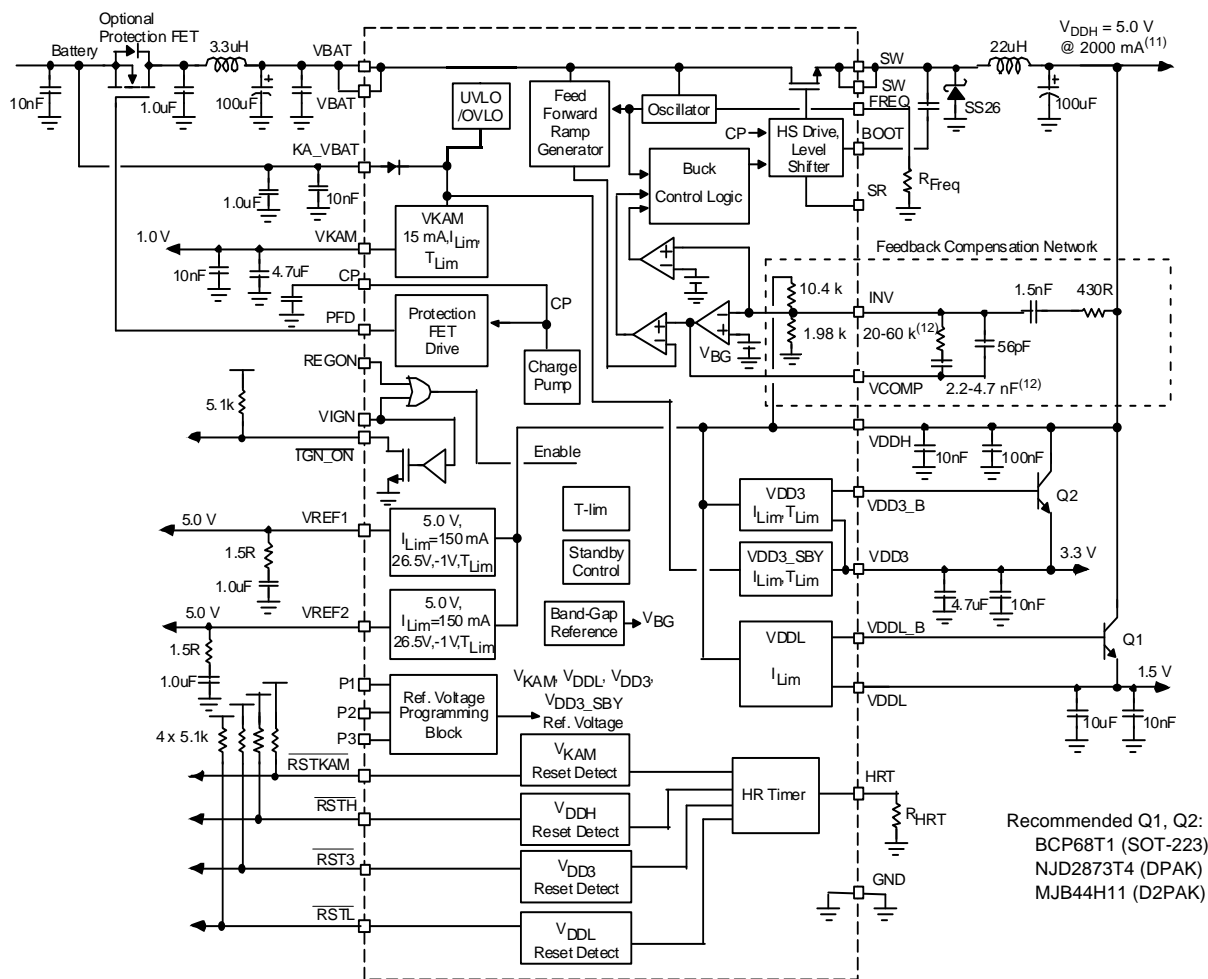 Optional
Protection FET
Battery
3.3uH
VBAT
VBAT
10nF
1.0uF
100uF
UVLO
/OVLO
Feed
Forward
Ramp
Generator
Oscillator
SW
SW
FREQ
22uH
V_DDH = 5.0 V
@ 2000 mA(11)
SS26
100uF
CP
HS Drive,
Level
Shifter
BOOT
Buck
Control Logic
SR
R_Freq
KA_VBAT
1.0uF
10nF
VKAM
15 mA, I_Lim,
T_Lim
1.0 V
VKAM
10nF
4.7uF
CP
CP
PFD
Protection
FET
Drive
Charge
Pump
Feedback Compensation Network
10.4 k
1.98 k
INV
1.5nF
430R
20-60 k(12)
56pF
V_BG
VCOMP
2.2-4.7 nF(12)
REGON
5.1k
VIGN
IGN_ON
Enable
VDDH
10nF
100nF
T-lim
VDD3
I_Lim, T_Lim
VDD3_B
Q2
5.0 V
VREF1
5.0 V,
I_Lim=150 mA
26.5V,-1V,T_Lim
1.5R
1.0uF
Standby
Control
VDD3_SBY
I_Lim, T_Lim
VDD3
3.3 V
4.7uF
10nF
5.0 V
VREF2
5.0 V,
I_Lim=150 mA
26.5V,-1V,T_Lim
1.5R
1.0uF
Band-Gap
Reference
V_BG
VDDL
I_Lim
VDDL_B
Q1
1.5 V
VDDL
10uF
10nF
P1
P2
P3
Ref. Voltage
Programming
Block
V_KAM, V_DDL, V_DD3,
V_DD3_SBY
Ref. Voltage
4 x 5.1k
RSTKAM
V_KAM
Reset Detect
RSTH
V_DDH
Reset Detect
RST3
V_DD3
Reset Detect
RSTL
V_DDL
Reset Detect
HR Timer
HRT
R_HRT
GND
Recommended Q1, Q2:
BCP68T1 (SOT-223)
NJD2873T4 (DPAK)
MJB44H11 (D2PAK)